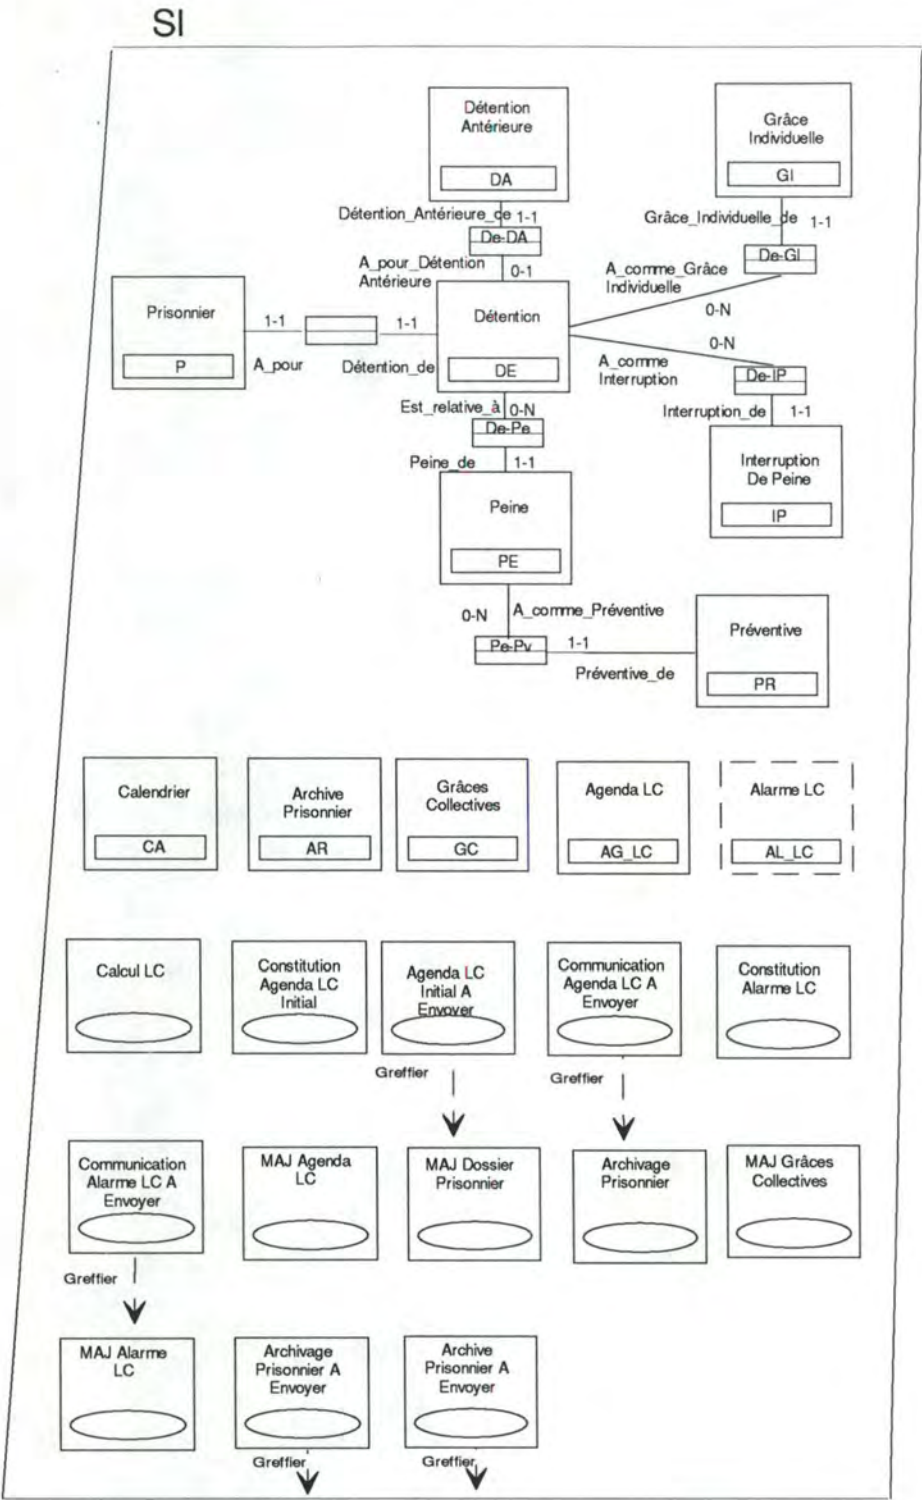 SI
Détention
Antérieure
DA
Grâce
Individuelle
GI
Détention_Antérieure_de 1-1
De-DA
A_pour_Détention
Antérieure
0-1
Grâce_Individuelle_de
1-1
De-GI
A_comme_Grâce
Individuelle
0-N
Prisonnier
P
1-1
A_pour
1-1
Détention_de
Détention
DE
0-N
A_comme
Interruption
De-IP
Interruption_de
1-1
Est_relative_à
0-N
De-Pe
Peine_de
1-1
Interruption
De Peine
IP
Peine
PE
0-N
A_comme_Préventive
Pe-Pv
1-1
Préventive_de
Préventive
PR
Calendrier
CA
Archive
Prisonnier
AR
Grâces
Collectives
GC
Agenda LC
AG_LC
Alarme LC
AL_LC
Calcul LC
Constitution
Agenda LC
Initial
Agenda LC
Initial A
Envoyer
Communication
Agenda LC A
Envoyer
Constitution
Alarme LC
Greffier
Greffier
Communication
Alarme LC A
Envoyer
MAJ Agenda
LC
MAJ Dossier
Prisonnier
Archivage
Prisonnier
MAJ Grâces
Collectives
Greffier
MAJ Alarme
LC
Archivage
Prisonnier A
Envoyer
Archive
Prisonnier A
Envoyer
Greffier
Greffier